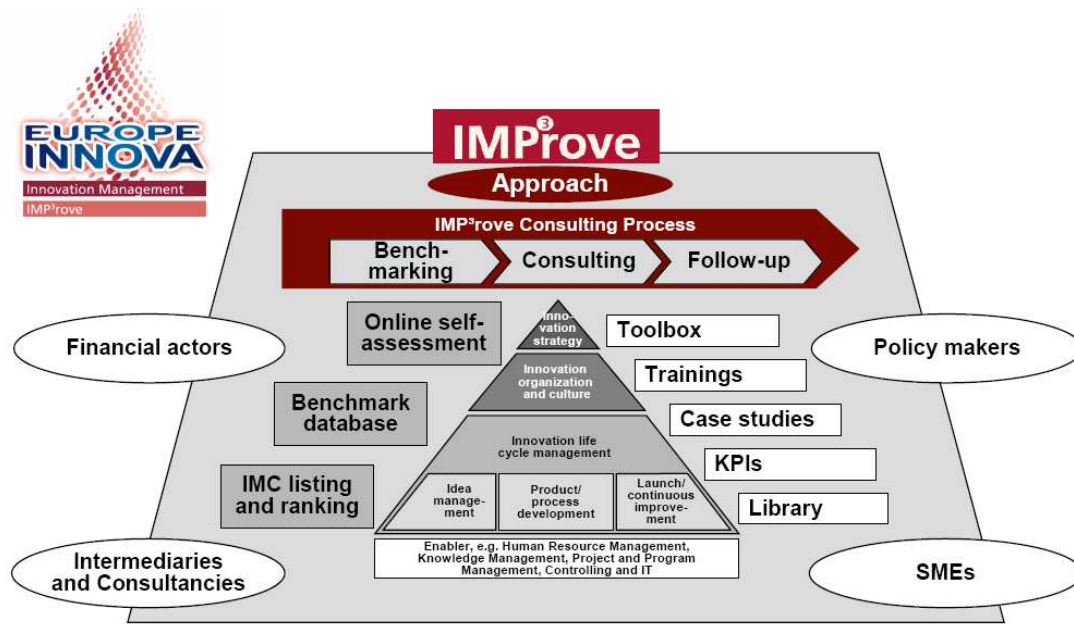 EUROPE
INNOVA
Innovation Management
IMP³rove
IMP³rove
Approach
IMP³rove Consulting Process
Bench-
marking
Consulting
Follow-up
Online self-
assessment
Benchmark
database
IMC listing
and ranking
Inno-
vation
strategy
Innovation
organization
and culture
Innovation life
cycle management
Idea
manage-
ment
Product/
process
development
Launch/
continuous
improve-
ment
Enabler, e.g. Human Resource Management,
Knowledge Management, Project and Program
Management, Controlling and IT
Toolbox
Trainings
Case studies
KPIs
Library
Financial actors
Policy makers
Intermediaries
and Consultancies
SMEs